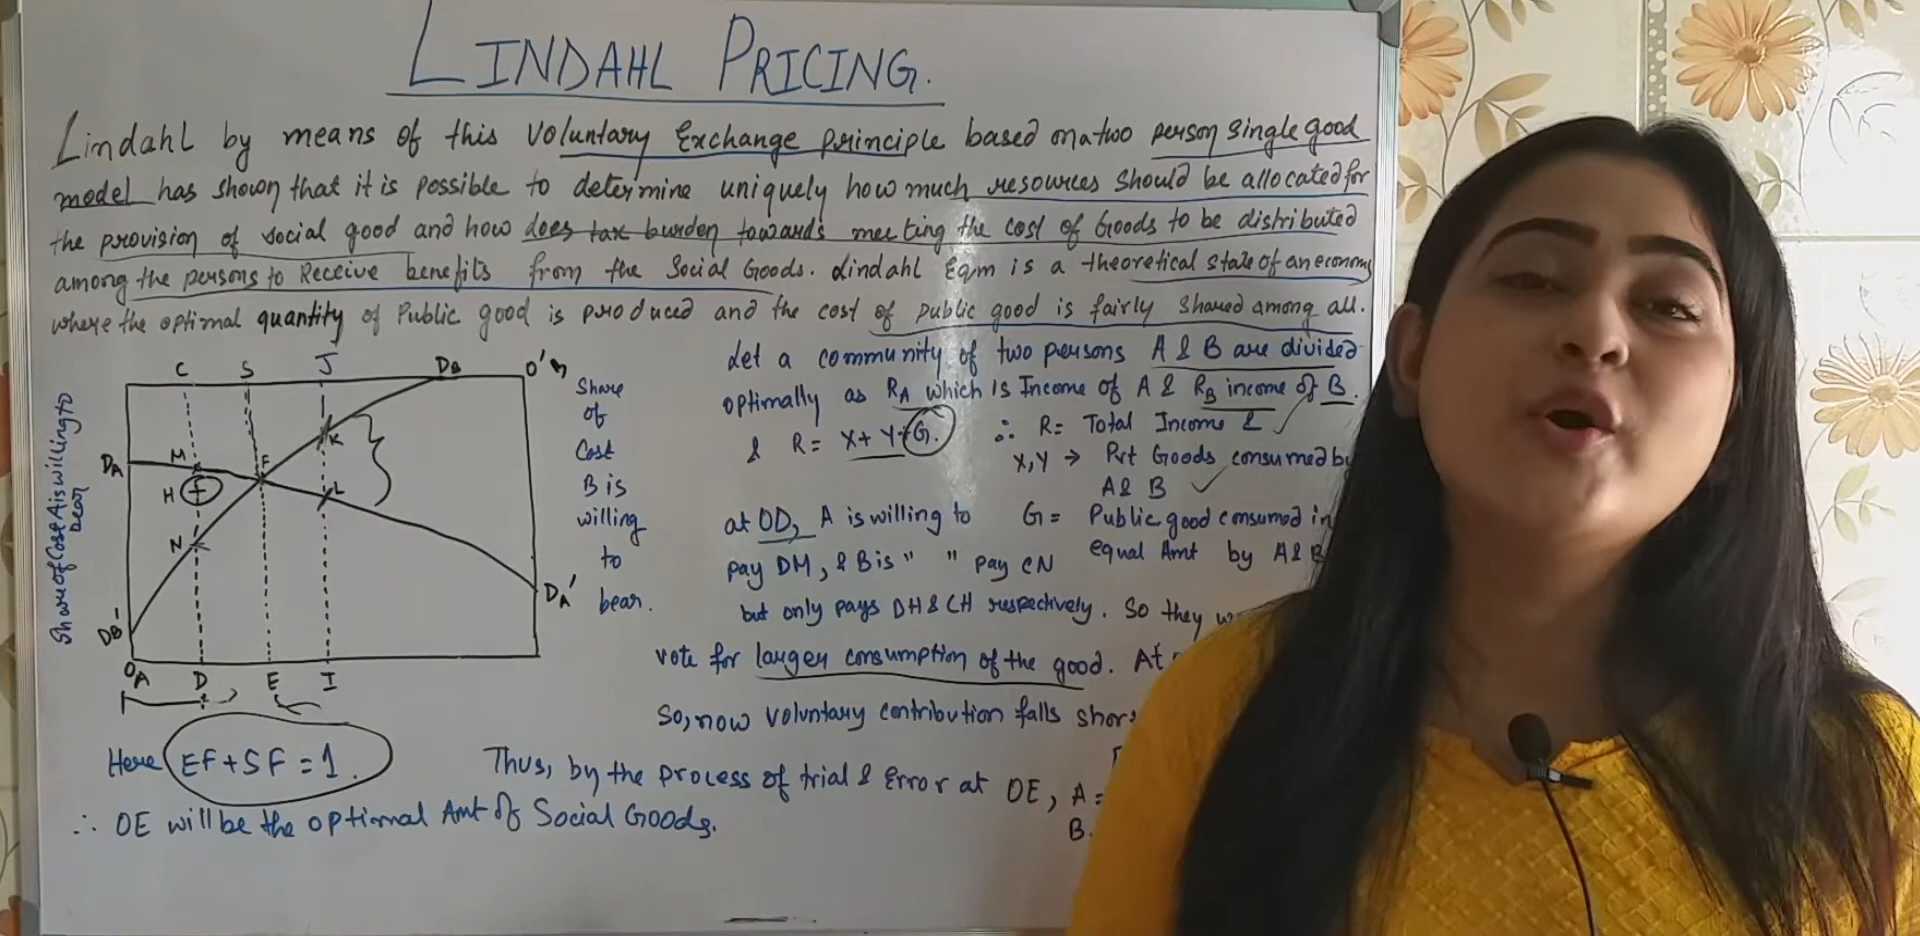 LINDAHL PRICING.
Lindahl by means of this Voluntary Exchange principle based on a two person single good
model has shown that it is possible to determine uniquely how much resources should be allocated for
the provision of social good and how does tax burden towards meeting the cost of Goods to be distributed
among the persons to Receive benefits from the Social Goods. Lindahl Eqm is a theoretical state of an economy
where the optimal quantity of Public good is produced and the cost of public good is fairly shared among all.
C S J DB O'B
DA M F K
H L
N
DA'
DB'
OA D E I
Share of Cost A is willing to bear
Share
of
Cost
B is
willing
to
bear.
Let a community of two persons A & B are divided
optimally as RA which is Income of A & RB income of B.
& R= X+Y+G. ∴ R= Total Income &
X,Y → Pvt Goods consumed by
A & B
at OD, A is willing to G= Public good consumed in
pay DM, & B is " " pay CN equal Amt by A & B
but only pays DH & CH respectively. So they
vote for larger consumption of the good. At
So, now voluntary contribution falls short
Here EF+SF=1.
Thus, by the process of trial & Error at OE, A=
B.
∴ OE will be the optimal Amt of Social Goods.